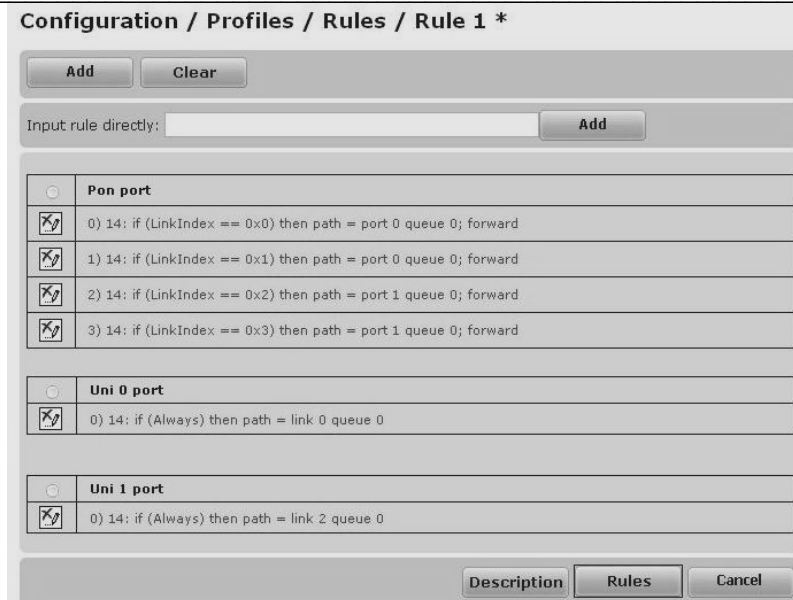 Configuration / Profiles / Rules / Rule 1 *
Add Clear
Input rule directly: Add
Pon port
0) 14: if (LinkIndex == 0x0) then path = port 0 queue 0; forward
1) 14: if (LinkIndex == 0x1) then path = port 0 queue 0; forward
2) 14: if (LinkIndex == 0x2) then path = port 1 queue 0; forward
3) 14: if (LinkIndex == 0x3) then path = port 1 queue 0; forward
Uni 0 port
0) 14: if (Always) then path = link 0 queue 0
Uni 1 port
0) 14: if (Always) then path = link 2 queue 0
Description Rules Cancel